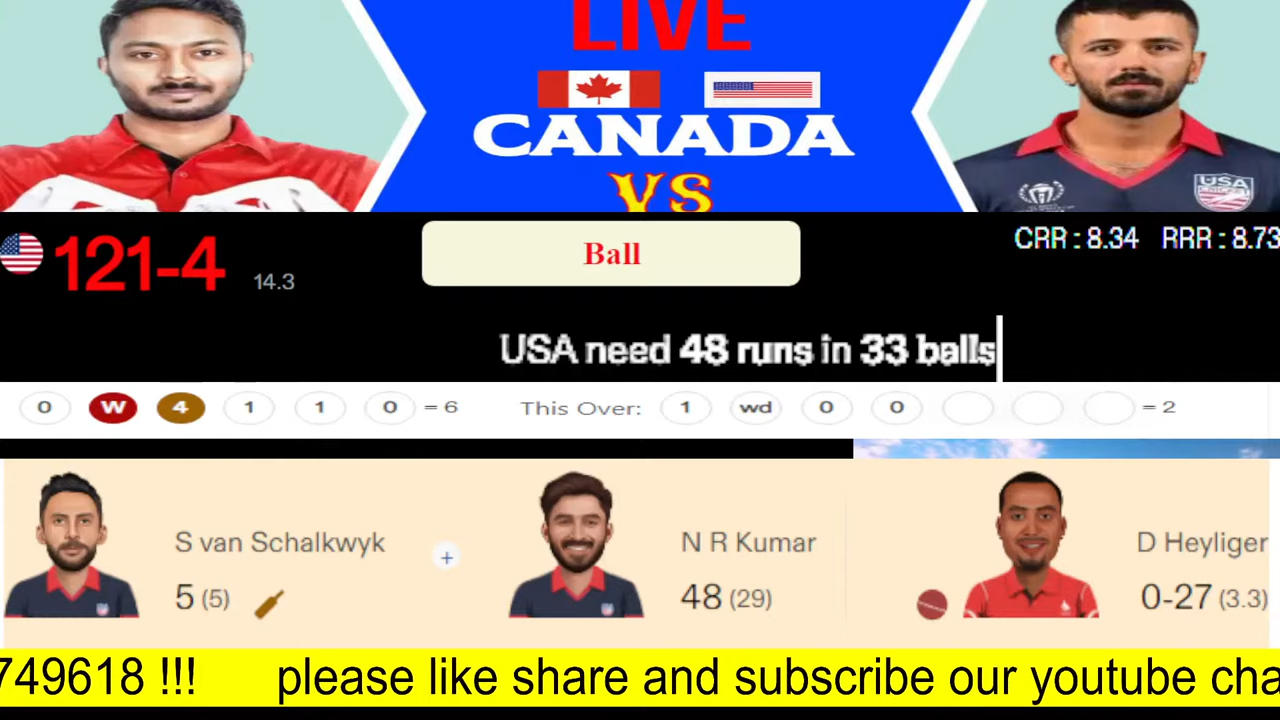 LIVE
CANADA
VS
USA
121-4 14.3
Ball
CRR : 8.34 RRR : 8.73
USA need 48 runs in 33 balls
0 W 4 1 1 0 = 6 This Over: 1 wd 0 0 = 2
S van Schalkwyk
5 (5)
+
N R Kumar
48 (29)
D Heyliger
0-27 (3.3)
749618 !!! please like share and subscribe our youtube cha